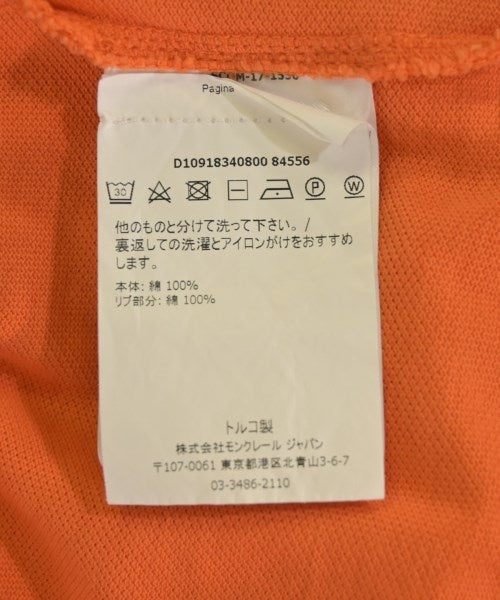 Pagina
D10918340800 84556
30 P W
他のものと分けて洗って下さい。/
裏返しての洗濯とアイロンがけをおすすめ
します。
本体: 綿 100%
リブ部分: 綿 100%
トルコ製
株式会社モンクレール ジャパン
〒107-0061 東京都港区北青山3-6-7
03-3486-2110